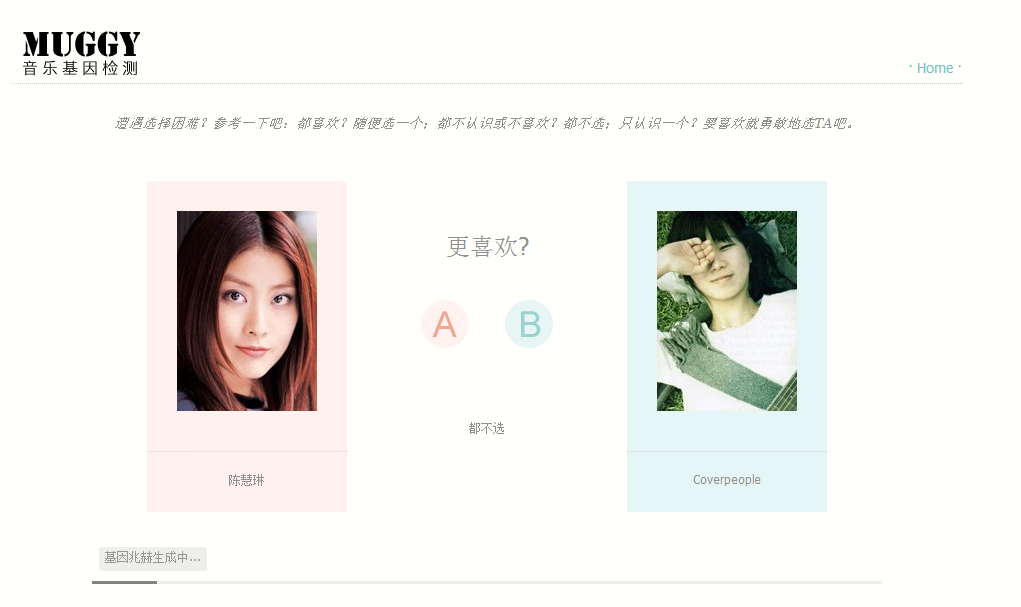 MUGGY
音乐基因检测
· Home ·
遭遇选择困难？参考一下吧：都喜欢？随便选一个；都不认识或不喜欢？都不选；只认识一个？要喜欢就勇敢地选TA吧。
更喜欢?
A B
都不选
陈慧琳
Coverpeople
基因兆赫生成中...